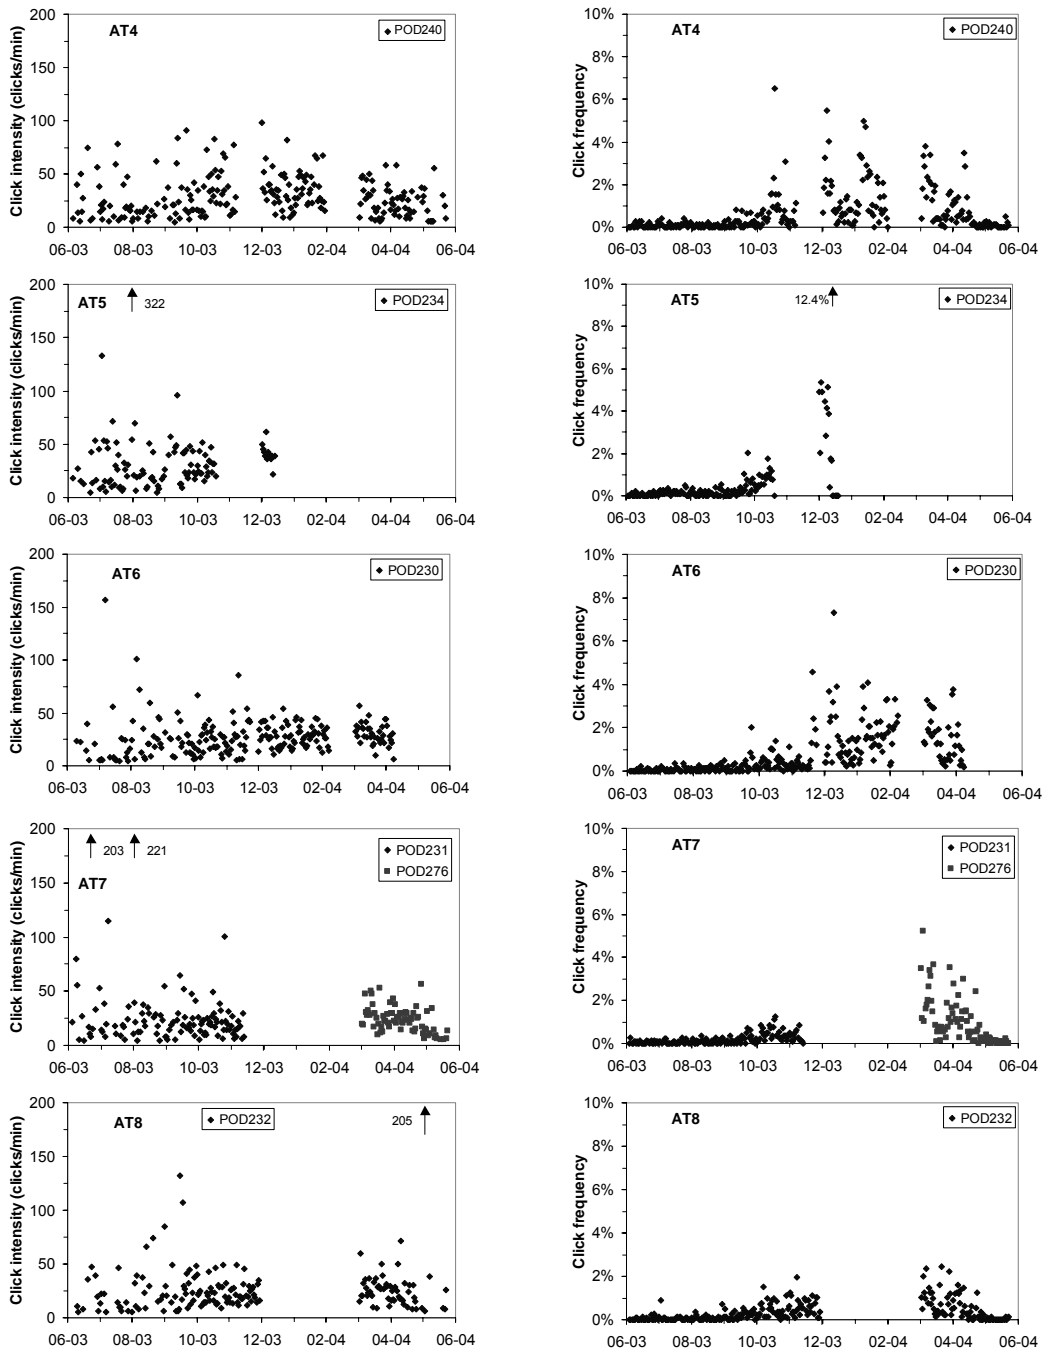 Click intensity (clicks/min)
200
150
100
50
0
AT4
POD240
06-03 08-03 10-03 12-03 02-04 04-04 06-04
Click frequency
10%
8%
6%
4%
2%
0%
AT4
POD240
06-03 08-03 10-03 12-03 02-04 04-04 06-04
Click intensity (clicks/min)
200
150
100
50
0
AT5
322
POD234
06-03 08-03 10-03 12-03 02-04 04-04 06-04
Click frequency
10%
8%
6%
4%
2%
0%
AT5
12.4%
POD234
06-03 08-03 10-03 12-03 02-04 04-04 06-04
Click intensity (clicks/min)
200
150
100
50
0
AT6
POD230
06-03 08-03 10-03 12-03 02-04 04-04 06-04
Click frequency
10%
8%
6%
4%
2%
0%
AT6
POD230
06-03 08-03 10-03 12-03 02-04 04-04 06-04
Click intensity (clicks/min)
200
150
100
50
0
203 221
AT7
POD231
POD276
06-03 08-03 10-03 12-03 02-04 04-04 06-04
Click frequency
10%
8%
6%
4%
2%
0%
AT7
POD231
POD276
06-03 08-03 10-03 12-03 02-04 04-04 06-04
Click intensity (clicks/min)
200
150
100
50
0
AT8
POD232
205
06-03 08-03 10-03 12-03 02-04 04-04 06-04
Click frequency
10%
8%
6%
4%
2%
0%
AT8
POD232
06-03 08-03 10-03 12-03 02-04 04-04 06-04